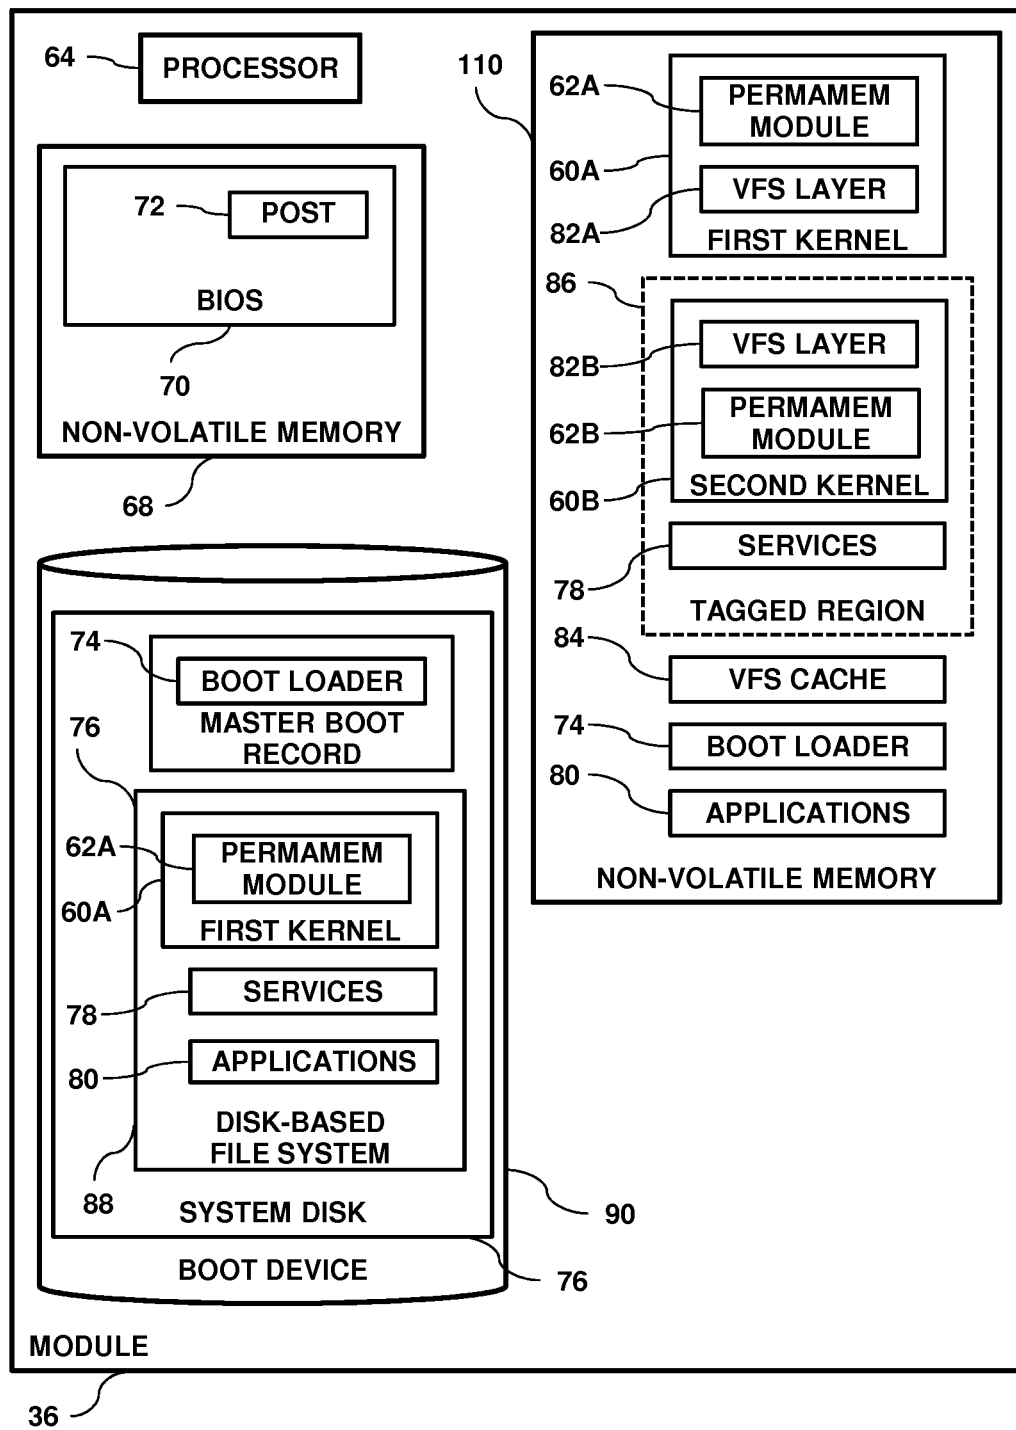 64
PROCESSOR
72
POST
BIOS
70
NON-VOLATILE MEMORY
68
74
BOOT LOADER
MASTER BOOT
RECORD
76
62A
PERMAMEM
MODULE
60A
FIRST KERNEL
78
SERVICES
80
APPLICATIONS
DISK-BASED
FILE SYSTEM
88
SYSTEM DISK
90
BOOT DEVICE
76
110
62A
PERMAMEM
MODULE
60A
VFS LAYER
82A
FIRST KERNEL
86
VFS LAYER
82B
PERMAMEM
MODULE
62B
SECOND KERNEL
60B
SERVICES
78
TAGGED REGION
84
VFS CACHE
74
BOOT LOADER
80
APPLICATIONS
NON-VOLATILE MEMORY
MODULE
36